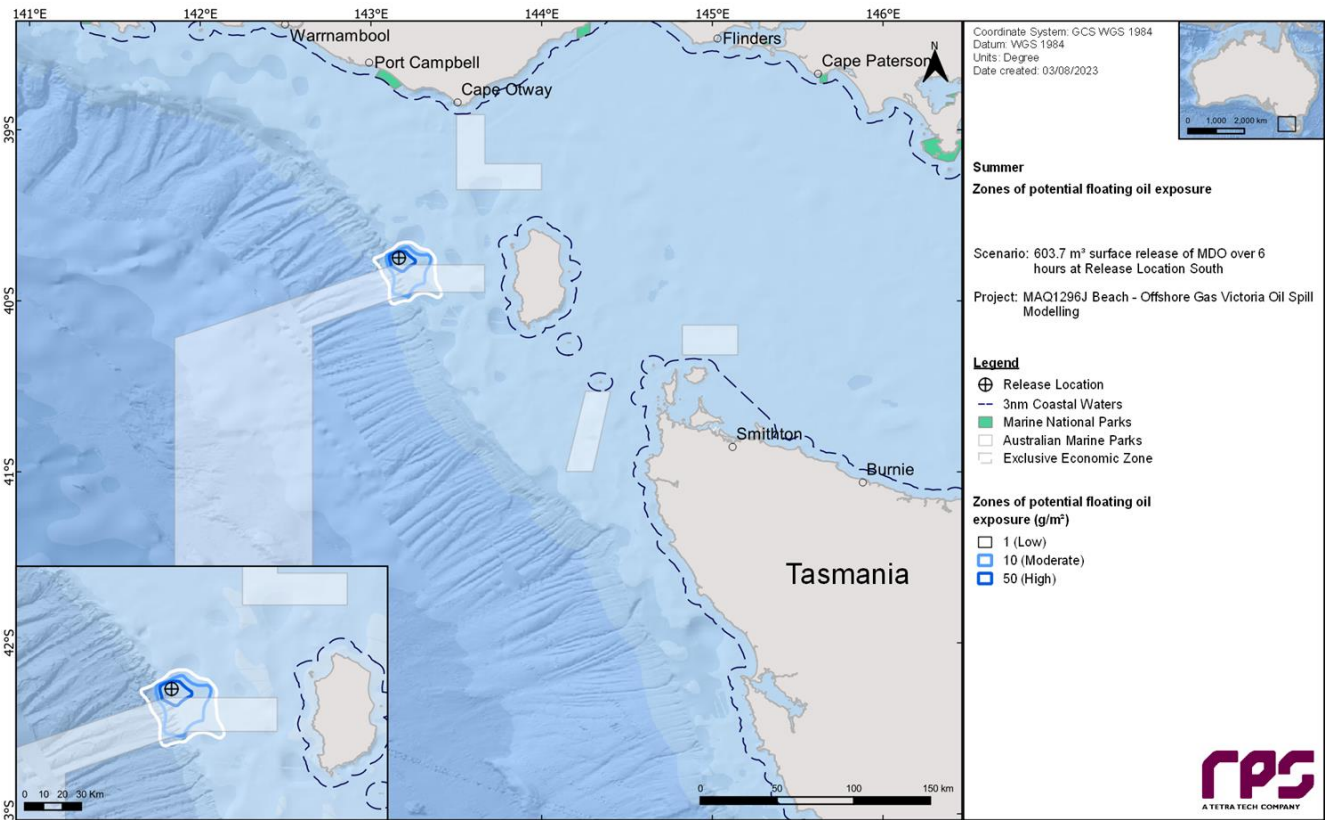 141°E 142°E 143°E 144°E 145°E 146°E
Warrnambool
Port Campbell
Cape Otway
Flinders
Cape Paterson
N
39°S
40°S
41°S
42°S
Smithton
Burnie
Tasmania
0 50 100 150 km
0 10 20 30 Km
Coordinate System: GCS WGS 1984
Datum: WGS 1984
Units: Degree
Date created: 03/08/2023
0 1,000 2,000 km
Summer
Zones of potential floating oil exposure
Scenario: 603.7 m³ surface release of MDO over 6
hours at Release Location South
Project: MAQ1296J Beach - Offshore Gas Victoria Oil Spill
Modelling
Legend
Release Location
3nm Coastal Waters
Marine National Parks
Australian Marine Parks
Exclusive Economic Zone
Zones of potential floating oil
exposure (g/m²)
1 (Low)
10 (Moderate)
50 (High)
rps
A TETRA TECH COMPANY